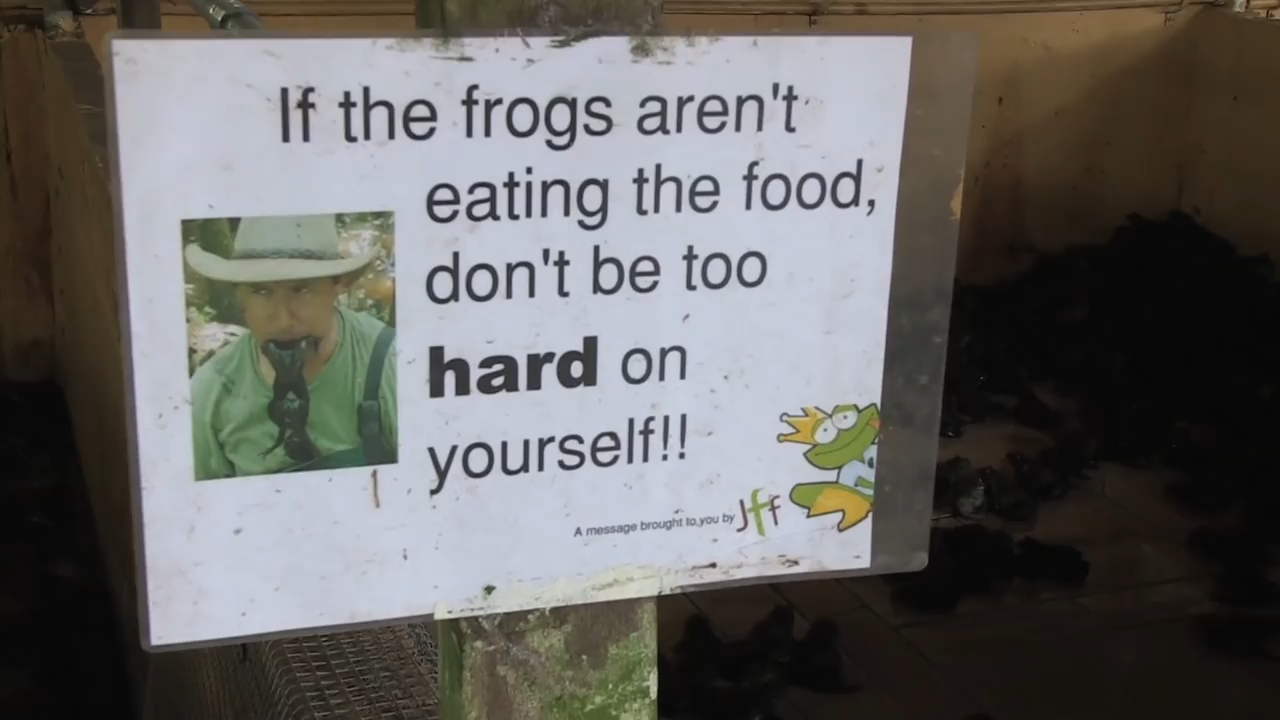 If the frogs aren't
eating the food,
don't be too
hard on
yourself!!
A message brought to you by Jff